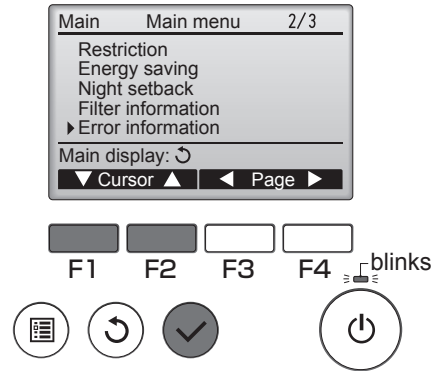 Main Main menu 2/3
Restriction
Energy saving
Night setback
Filter information
Error information
Main display:
Cursor Page
F1 F2 F3 F4
blinks